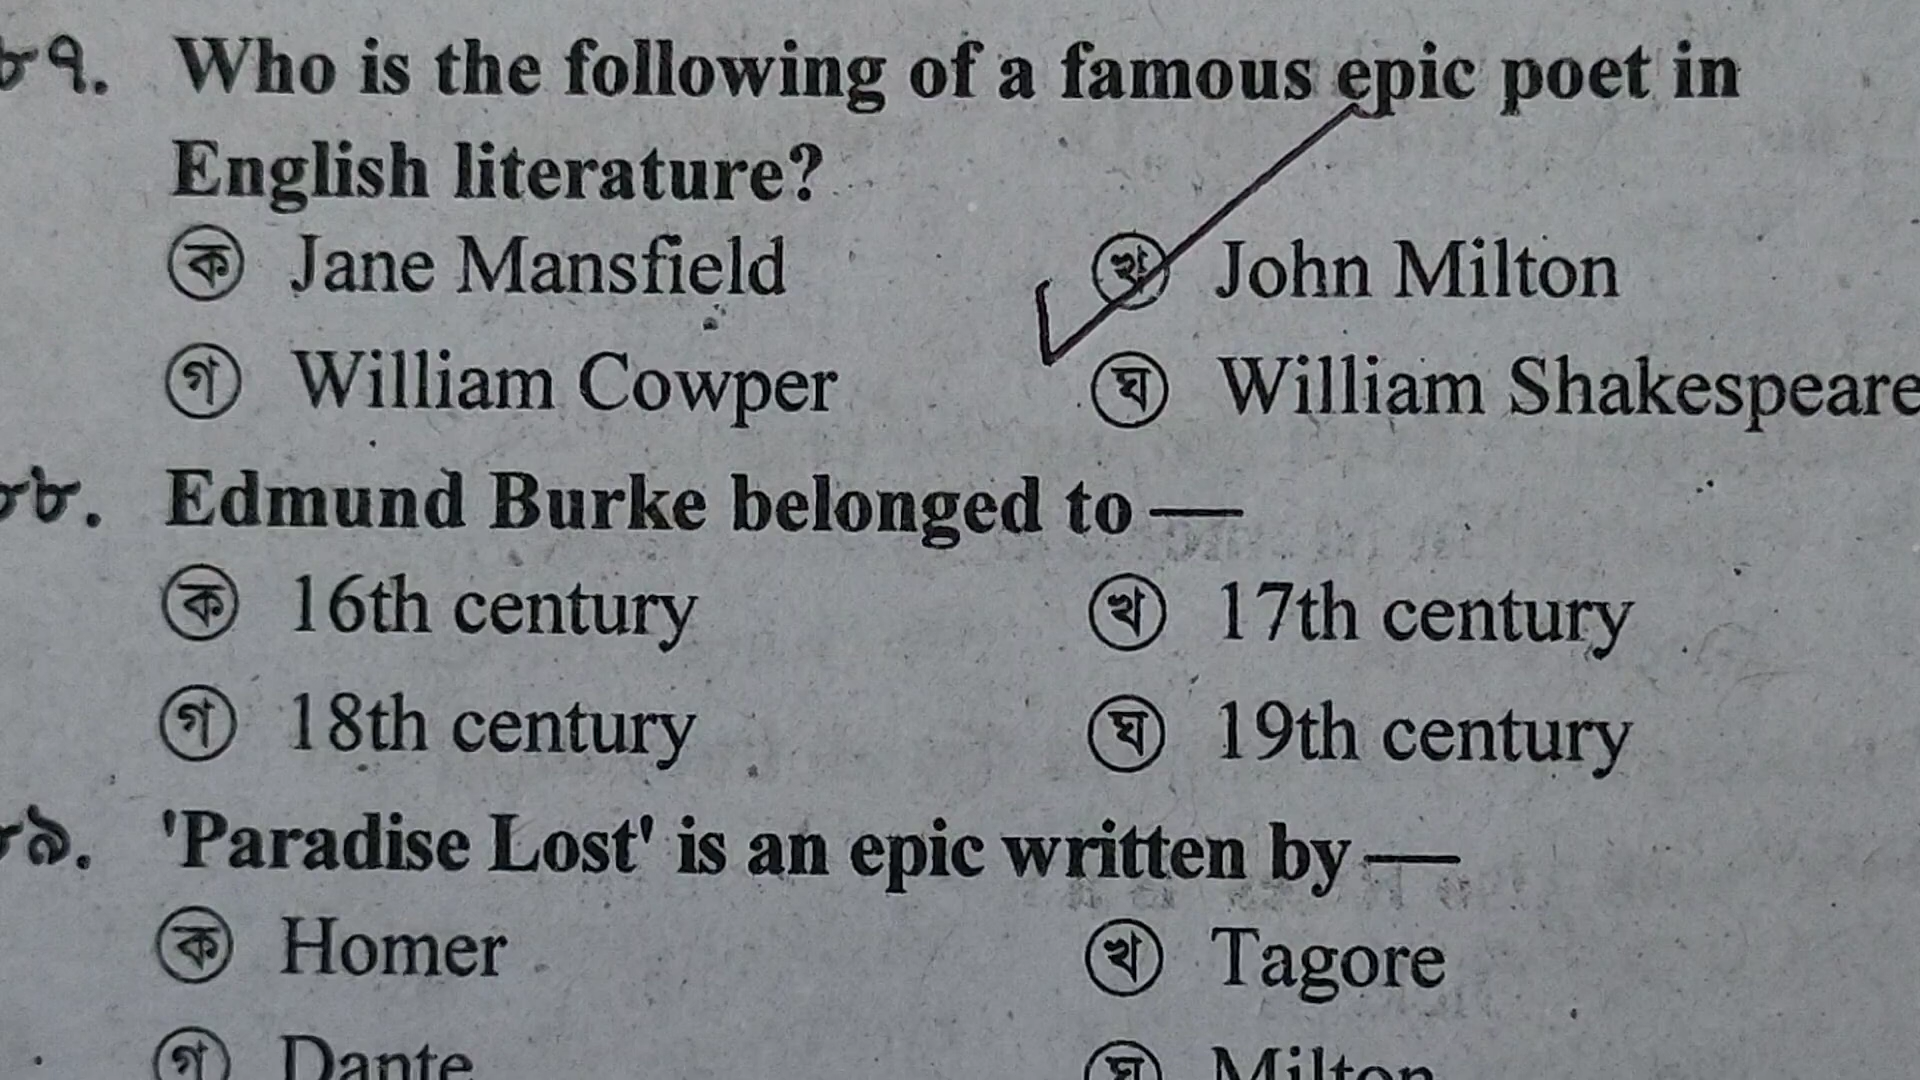 ৮৭. Who is the following of a famous epic poet in
English literature?
ক Jane Mansfield খ John Milton
গ William Cowper ঘ William Shakespeare
৮৮. Edmund Burke belonged to —
ক 16th century খ 17th century
গ 18th century ঘ 19th century
৮৯. 'Paradise Lost' is an epic written by —
ক Homer খ Tagore
গ Dante ঘ Milton